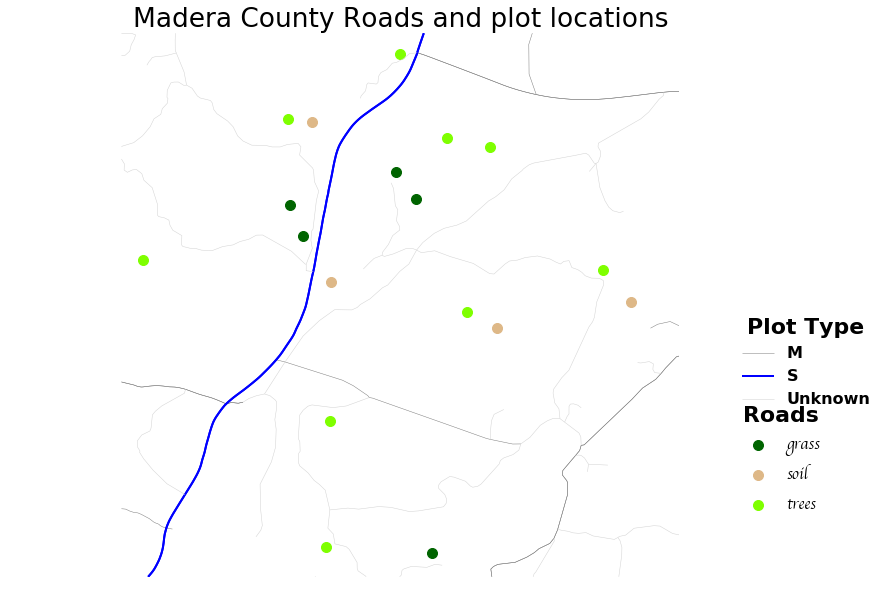 Madera County Roads and plot locations
Plot Type
M
S
Unknown
Roads
grass
soil
trees